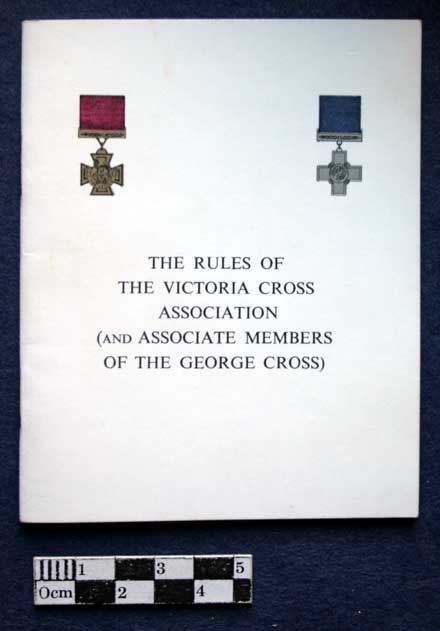 THE RULES OF
THE VICTORIA CROSS
ASSOCIATION
(AND ASSOCIATE MEMBERS
OF THE GEORGE CROSS)
1 3 5
0cm 2 4